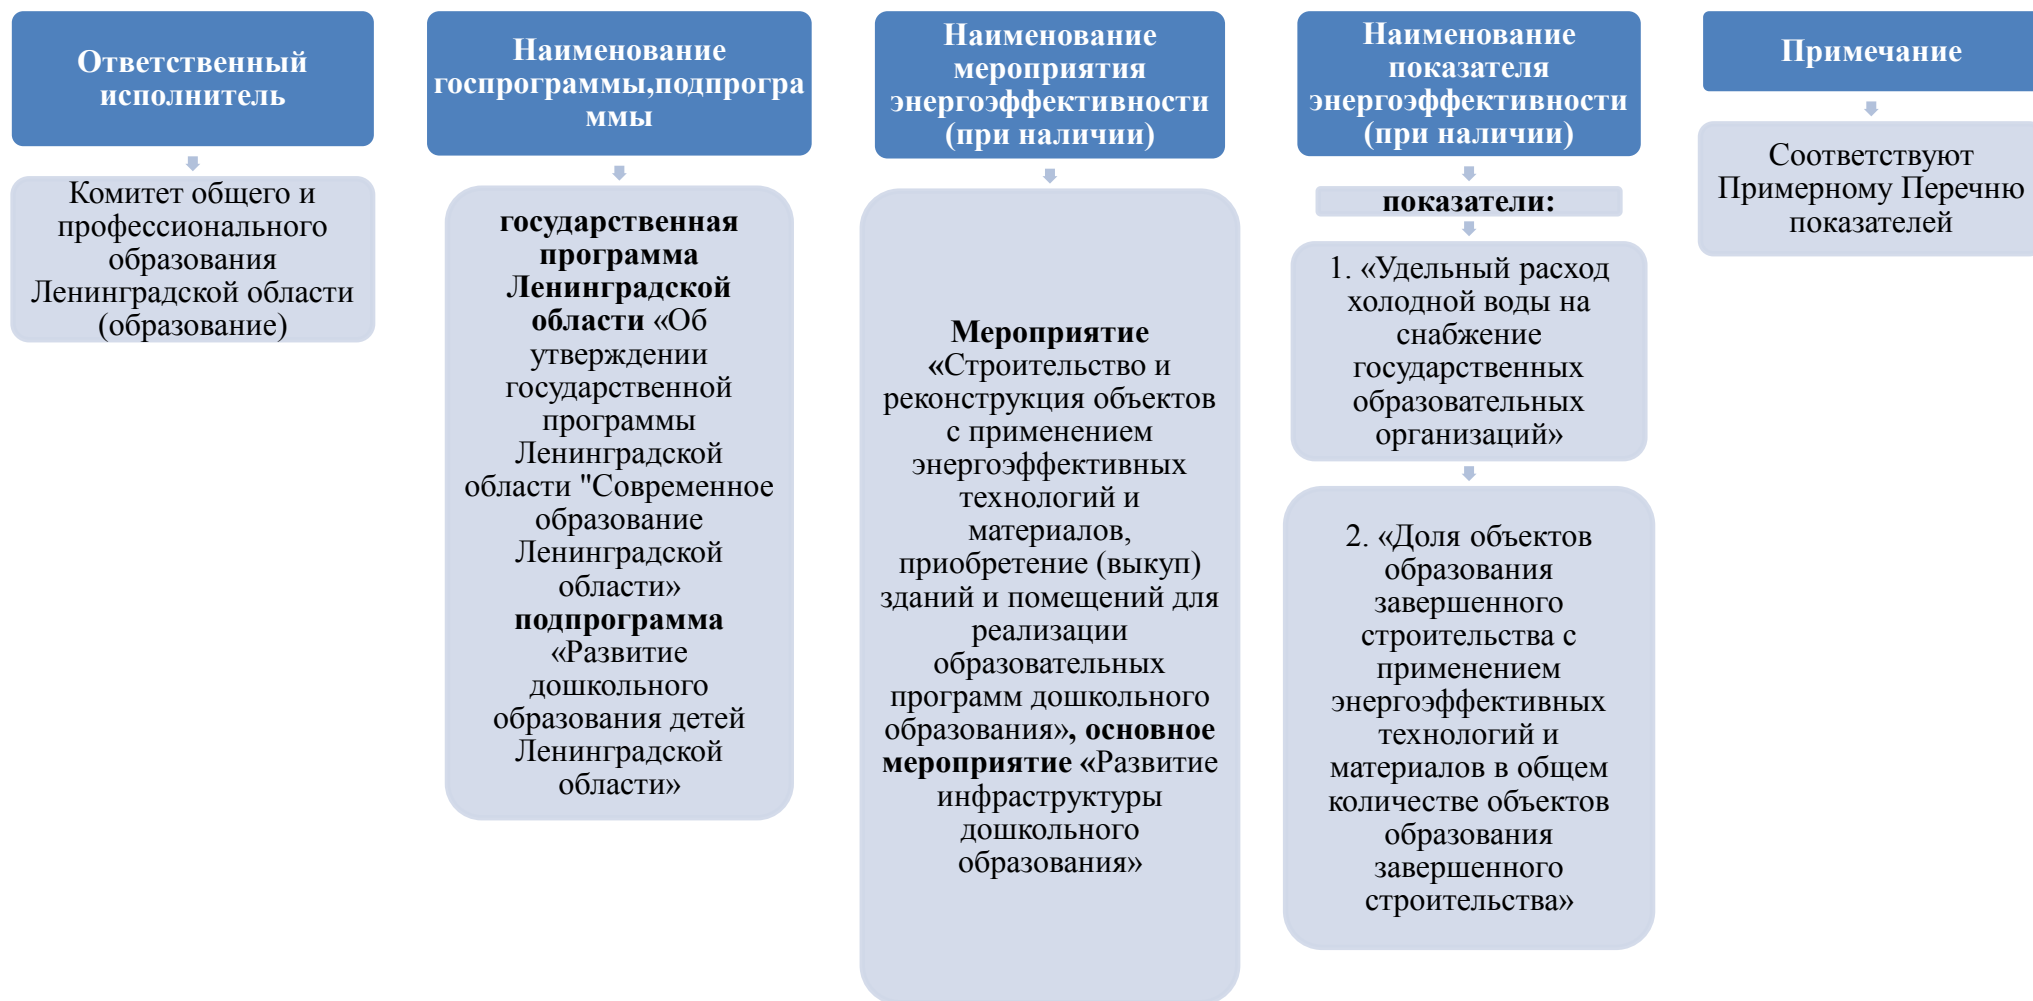 Ответственный
исполнитель
Комитет общего и
профессионального
образования
Ленинградской области
(образование)
Наименование
госпрограммы,подпрогра
ммы
государственная
программа
Ленинградской
области «Об
утверждении
государственной
программы
Ленинградской
области "Современное
образование
Ленинградской
области»
подпрограмма
«Развитие
дошкольного
образования детей
Ленинградской
области»
Наименование
мероприятия
энергоэффективности
(при наличии)
Мероприятие
«Строительство и
реконструкция объектов
с применением
энергоэффективных
технологий и
материалов,
приобретение (выкуп)
зданий и помещений для
реализации
образовательных
программ дошкольного
образования», основное
мероприятие «Развитие
инфраструктуры
дошкольного
образования»
Наименование
показателя
энергоэффективности
(при наличии)
показатели:
1. «Удельный расход
холодной воды на
снабжение
государственных
образовательных
организаций»
2. «Доля объектов
образования
завершенного
строительства с
применением
энергоэффективных
технологий и
материалов в общем
количестве объектов
образования
завершенного
строительства»
Примечание
Соответствуют
Примерному Перечню
показателей